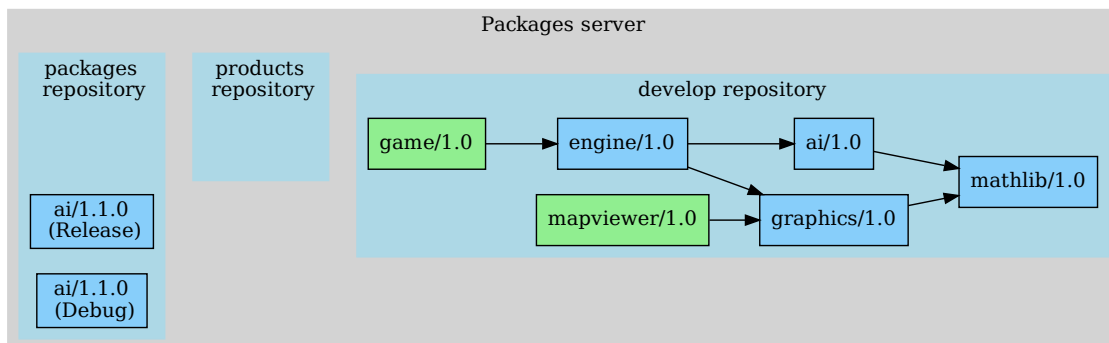 Packages server
packages
repository
ai/1.1.0
(Release)
ai/1.1.0
(Debug)
products
repository
develop repository
game/1.0
engine/1.0
ai/1.0
mathlib/1.0
mapviewer/1.0
graphics/1.0